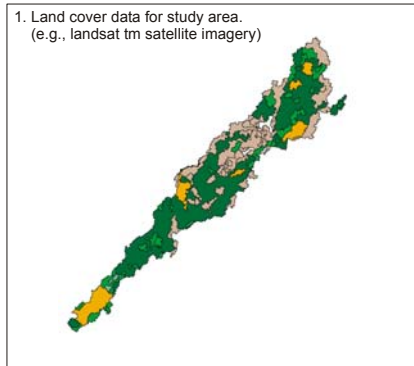 1. Land cover data for study area.
(e.g., landsat tm satellite imagery)